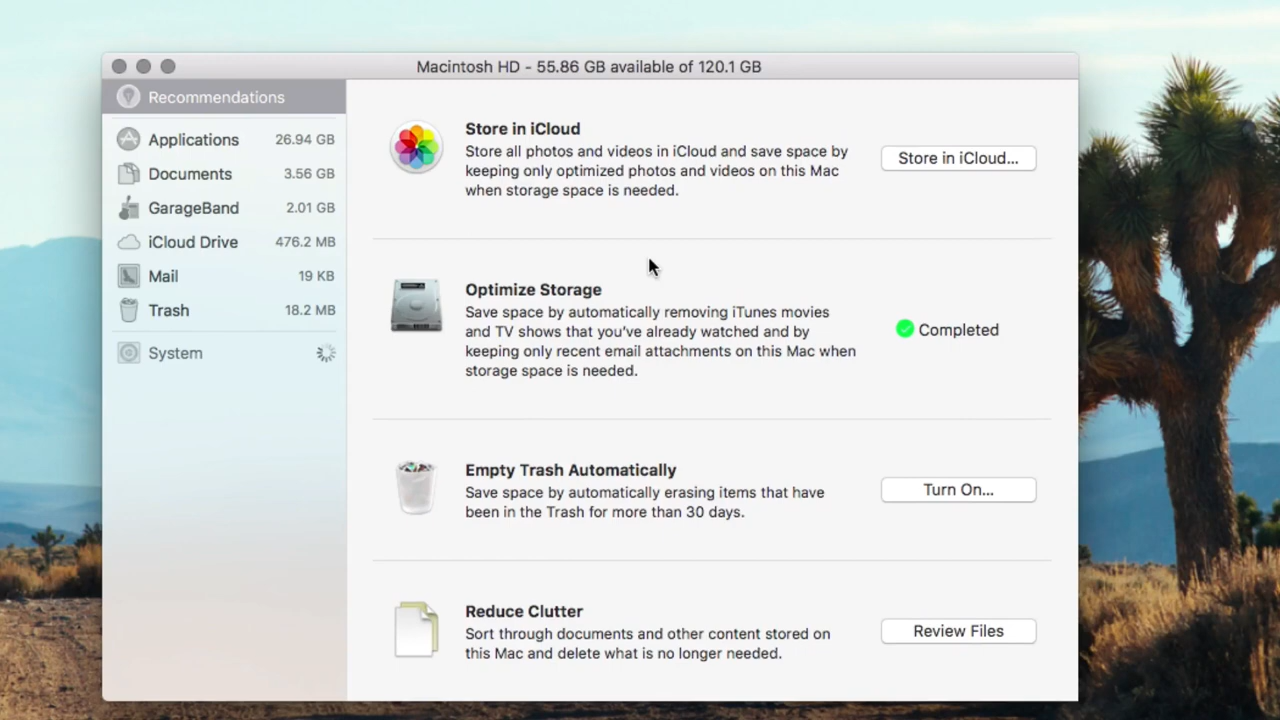 Macintosh HD - 55.86 GB available of 120.1 GB
Recommendations
Applications 26.94 GB
Documents 3.56 GB
GarageBand 2.01 GB
iCloud Drive 476.2 MB
Mail 19 KB
Trash 18.2 MB
System
Store in iCloud
Store all photos and videos in iCloud and save space by
keeping only optimized photos and videos on this Mac
when storage space is needed.
Store in iCloud...
Optimize Storage
Save space by automatically removing iTunes movies
and TV shows that you've already watched and by
keeping only recent email attachments on this Mac when
storage space is needed.
Completed
Empty Trash Automatically
Save space by automatically erasing items that have
been in the Trash for more than 30 days.
Turn On...
Reduce Clutter
Sort through documents and other content stored on
this Mac and delete what is no longer needed.
Review Files